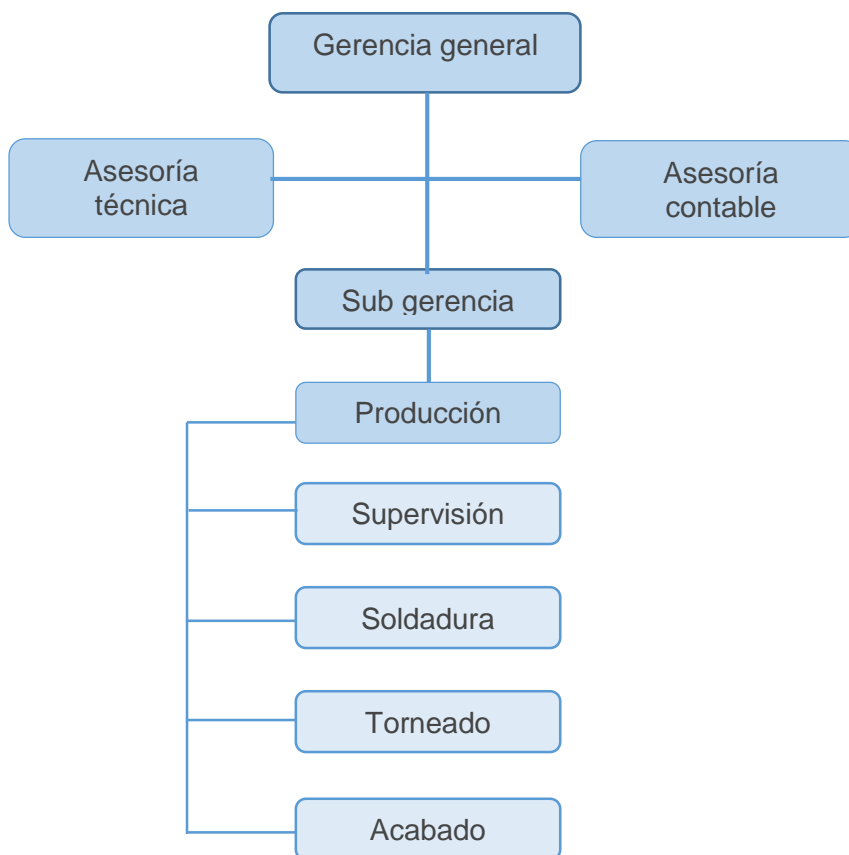 Gerencia general
Asesoría
técnica
Asesoría
contable
Sub gerencia
Producción
Supervisión
Soldadura
Torneado
Acabado